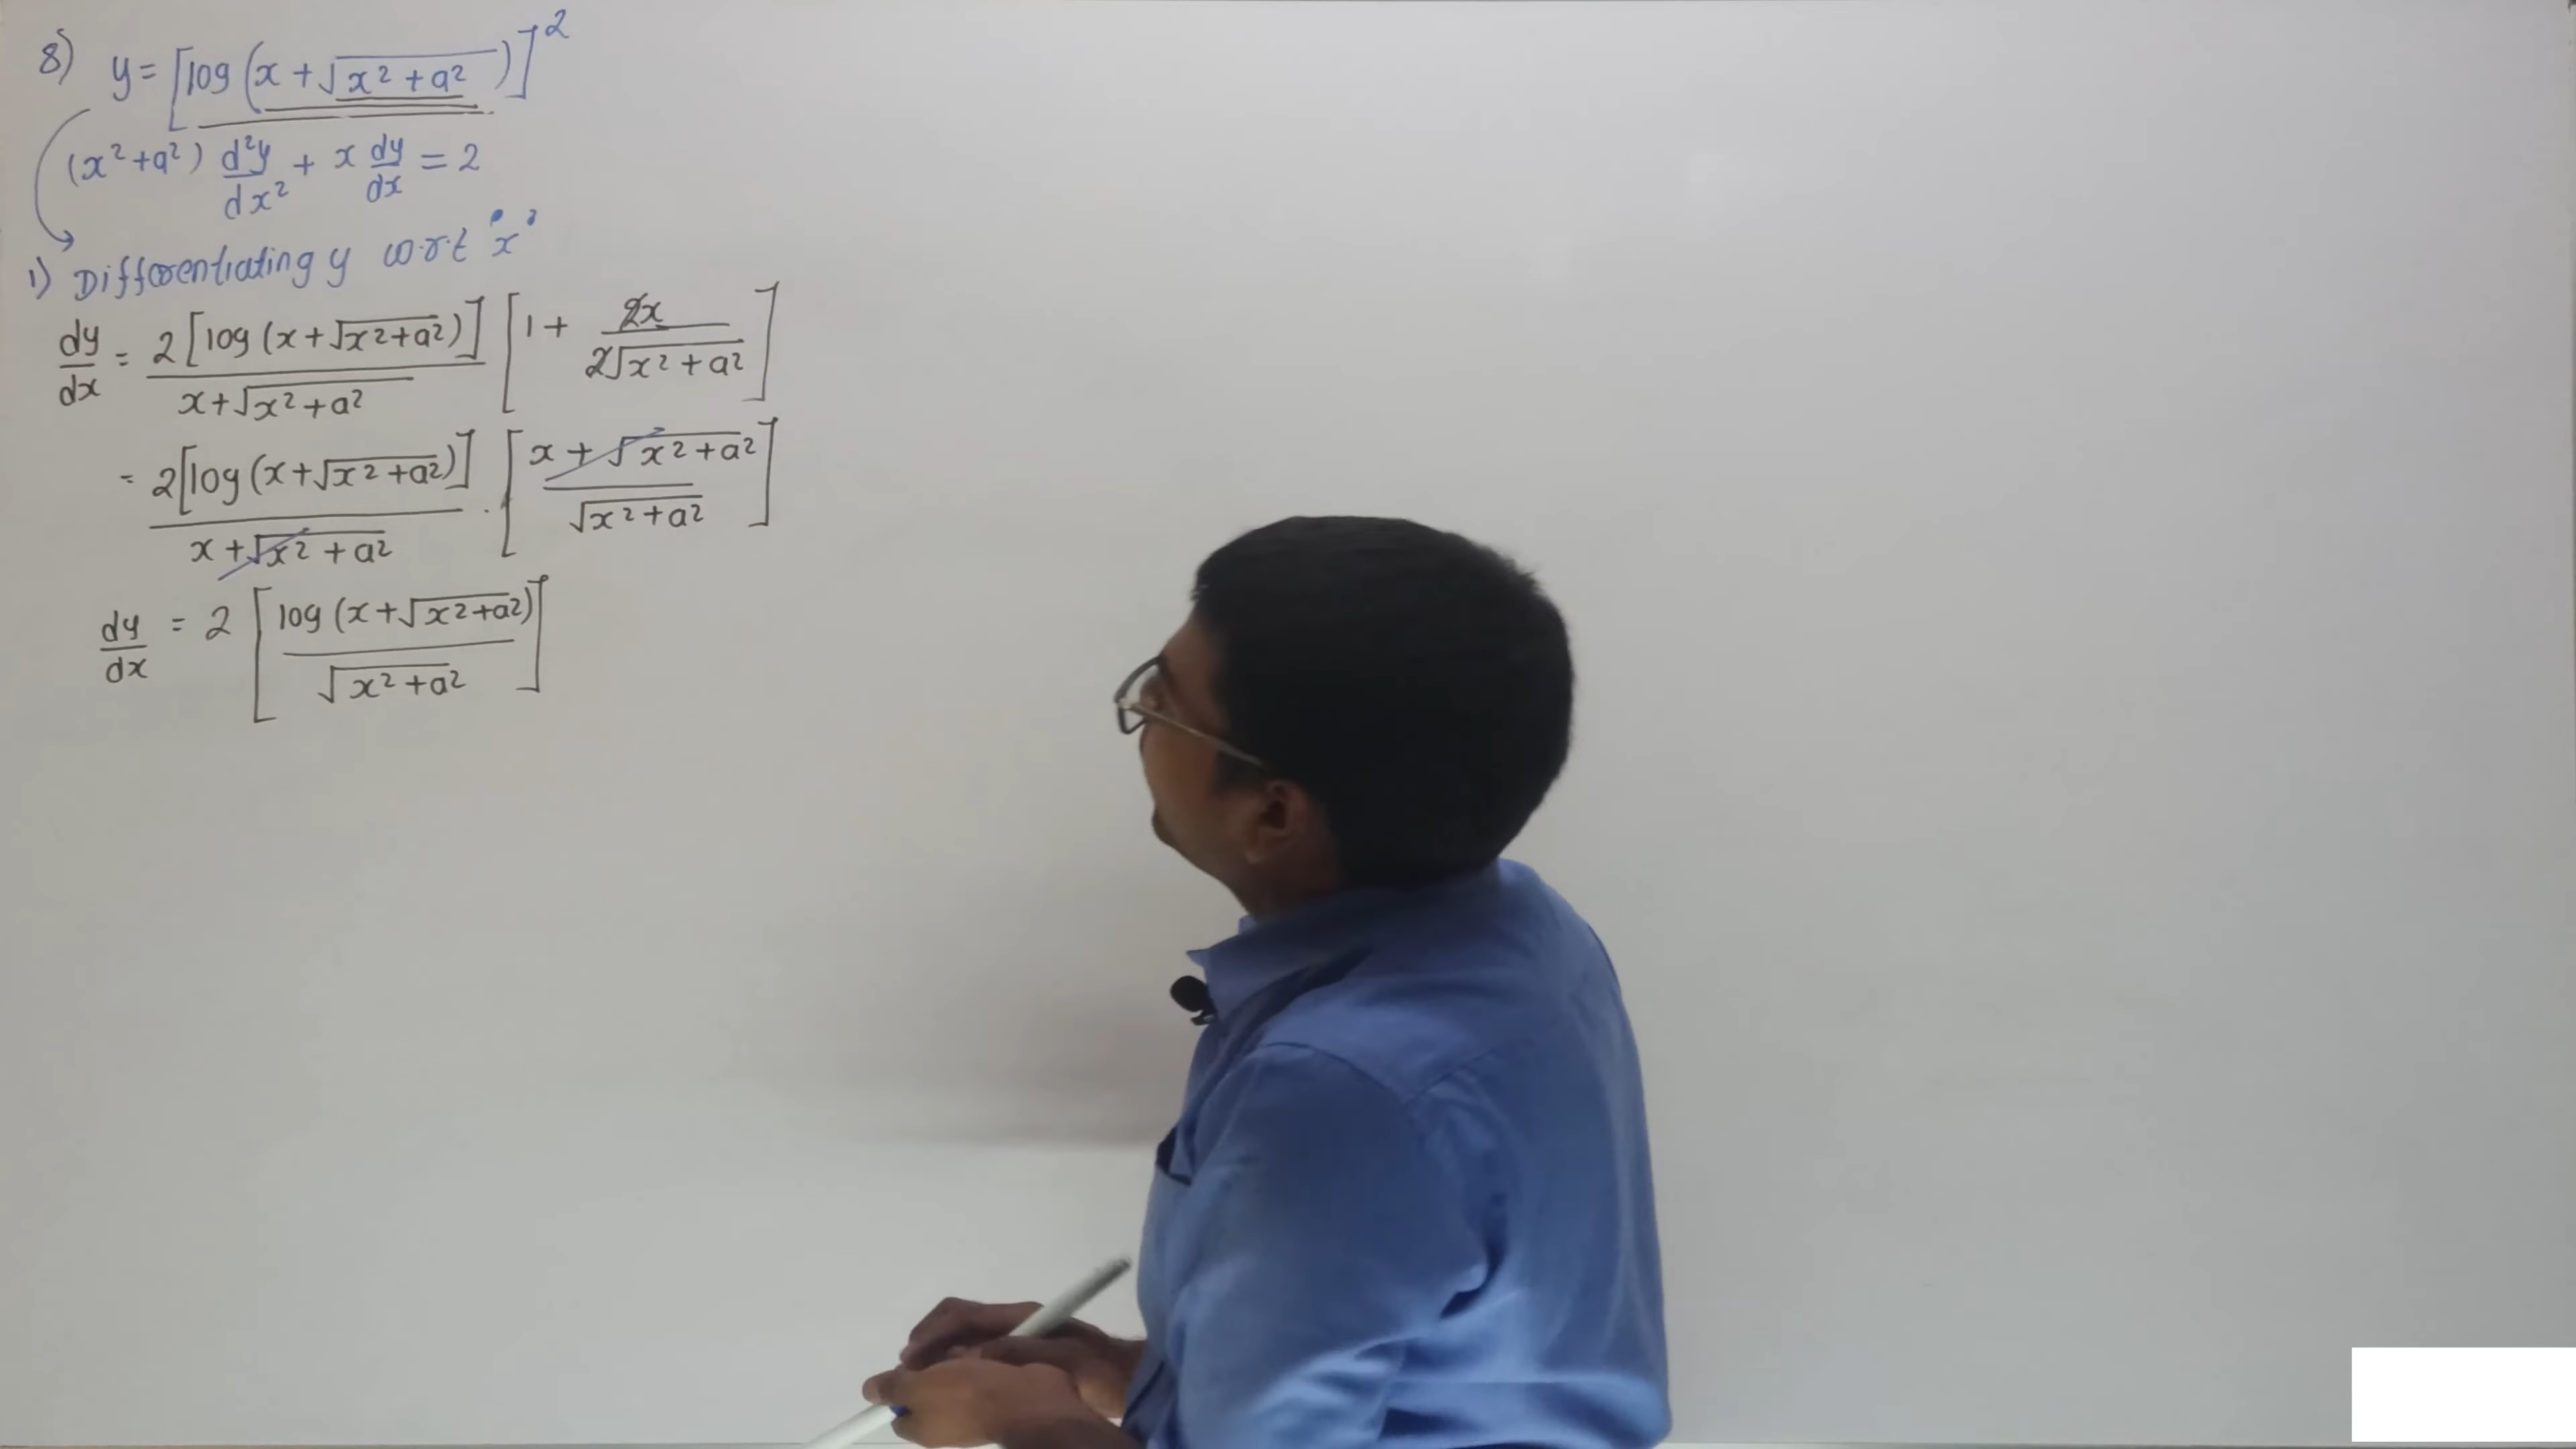 8) y = [log (x + √x² + a²)]²
(x² + a²) d²y/dx² + x dy/dx = 2
1) Differentiating y w.r.t 'x'
dy/dx = 2 [log (x + √x² + a²)] / x + √x² + a² [1 + 2x / 2√x² + a²]
= 2 [log (x + √x² + a²)] / x + √x² + a² . [x + √x² + a² / √x² + a²]
dy/dx = 2 [log (x + √x² + a²) / √x² + a²]